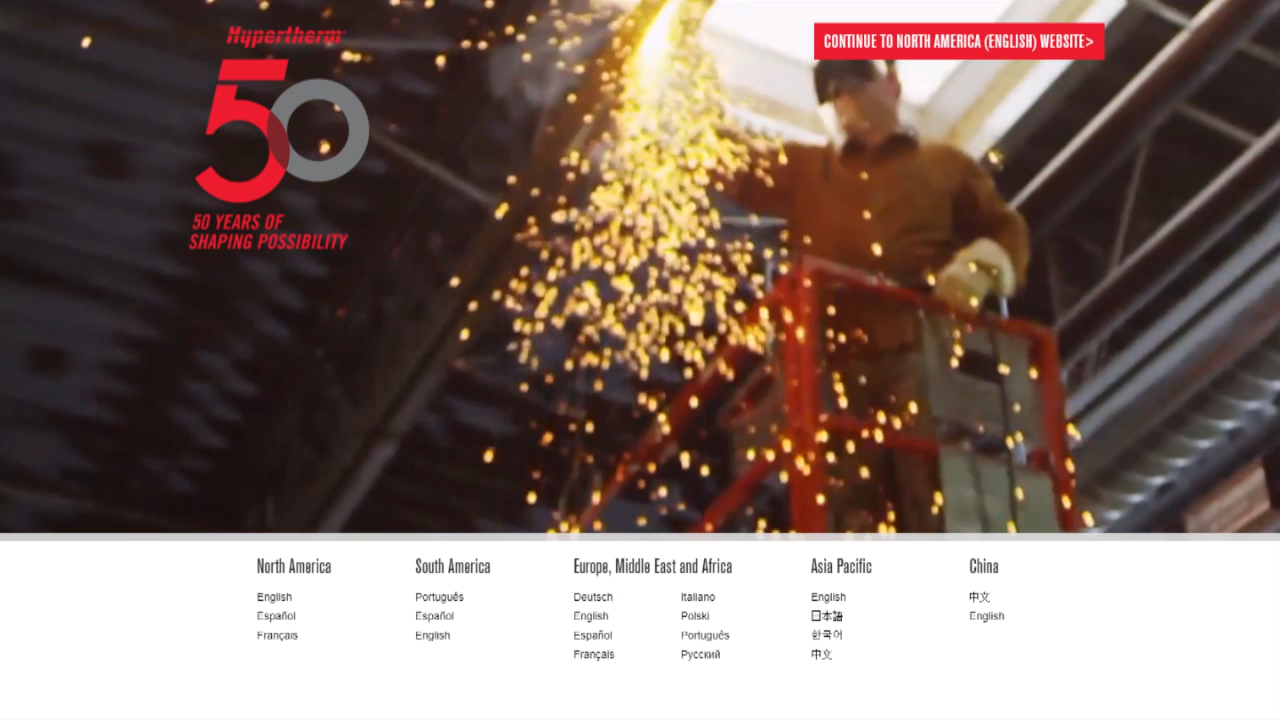 Hypertherm
50
50 YEARS OF
SHAPING POSSIBILITY
CONTINUE TO NORTH AMERICA (ENGLISH) WEBSITE>
North America
English
Español
Français
South America
Português
Español
English
Europe, Middle East and Africa
Deutsch
English
Español
Français
Italiano
Polski
Português
Русский
Asia Pacific
English
日本語
한국어
中文
China
中文
English